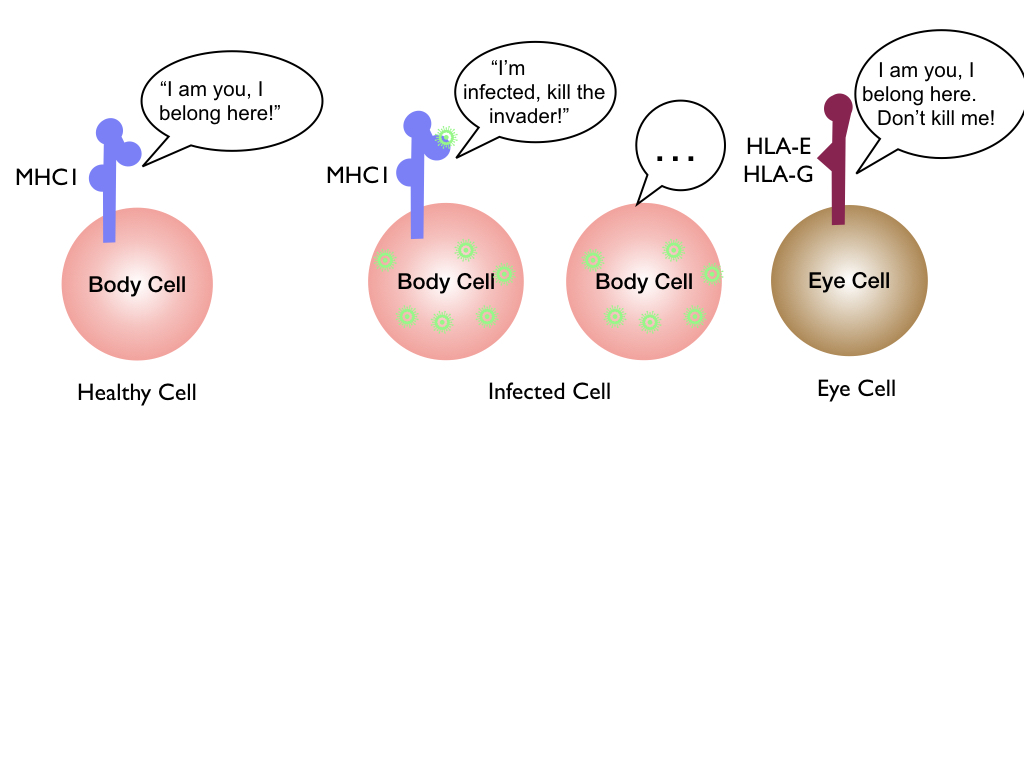 “I am you, I
belong here!”
MHC1
Body Cell
Healthy Cell
“I’m
infected, kill the
invader!”
MHC1
Body Cell
...
Body Cell
Infected Cell
I am you, I
belong here.
Don’t kill me!
HLA-E
HLA-G
Eye Cell
Eye Cell